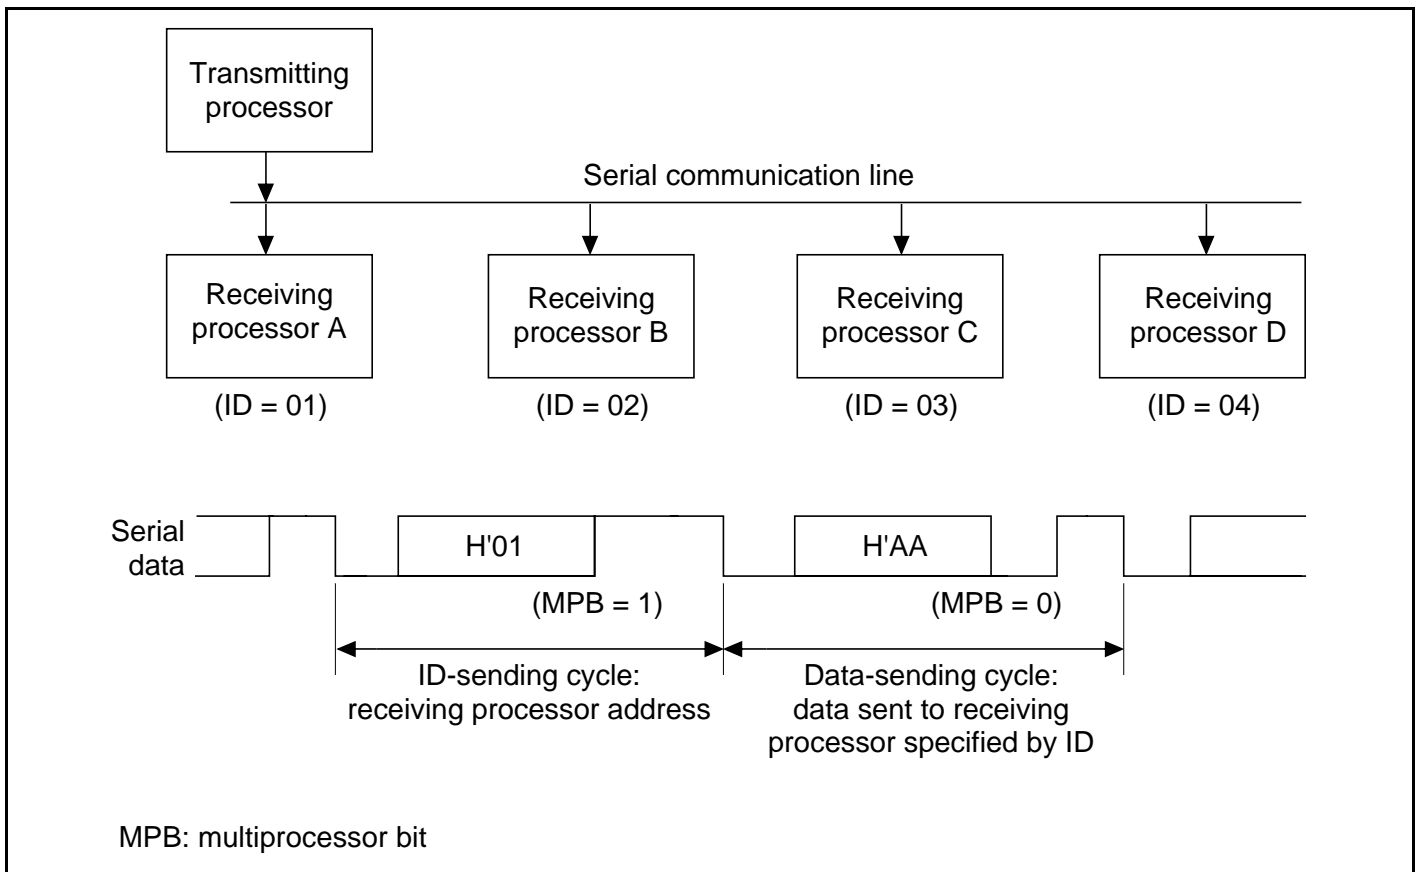 Transmitting
processor
Serial communication line
Receiving
processor A
Receiving
processor B
Receiving
processor C
Receiving
processor D
(ID = 01)
(ID = 02)
(ID = 03)
(ID = 04)
Serial
data
H'01
H'AA
(MPB = 1)
(MPB = 0)
ID-sending cycle:
receiving processor address
Data-sending cycle:
data sent to receiving
processor specified by ID
MPB: multiprocessor bit